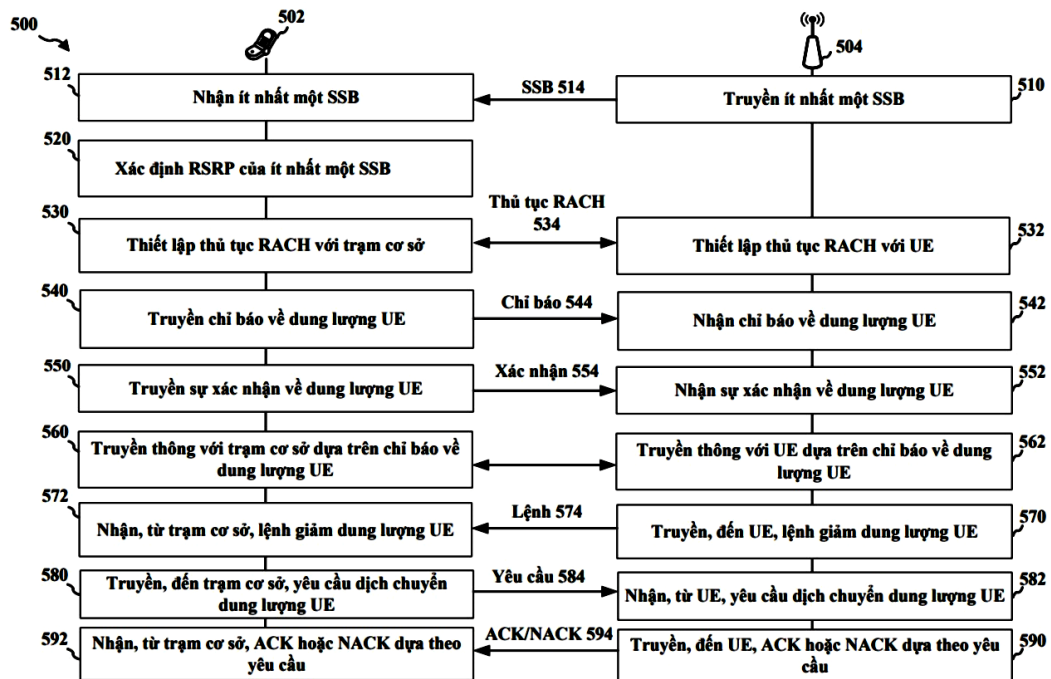 500
502
504
512
Nhận ít nhất một SSB
SSB 514
Truyền ít nhất một SSB
510
520
Xác định RSRP của ít nhất một SSB
530
Thiết lập thủ tục RACH với trạm cơ sở
Thủ tục RACH
534
Thiết lập thủ tục RACH với UE
532
540
Truyền chỉ báo về dung lượng UE
Chỉ báo 544
Nhận chỉ báo về dung lượng UE
542
550
Truyền sự xác nhận về dung lượng UE
Xác nhận 554
Nhận sự xác nhận về dung lượng UE
552
560
Truyền thông với trạm cơ sở dựa trên chỉ báo về
dung lượng UE
Truyền thông với UE dựa trên chỉ báo về dung
lượng UE
562
572
Nhận, từ trạm cơ sở, lệnh giảm dung lượng UE
Lệnh 574
Truyền, đến UE, lệnh giảm dung lượng UE
570
580
Truyền, đến trạm cơ sở, yêu cầu dịch chuyển
dung lượng UE
Yêu cầu 584
Nhận, từ UE, yêu cầu dịch chuyển dung lượng UE
582
592
Nhận, từ trạm cơ sở, ACK hoặc NACK dựa theo
yêu cầu
ACK/NACK 594
Truyền, đến UE, ACK hoặc NACK dựa theo yêu
cầu
590